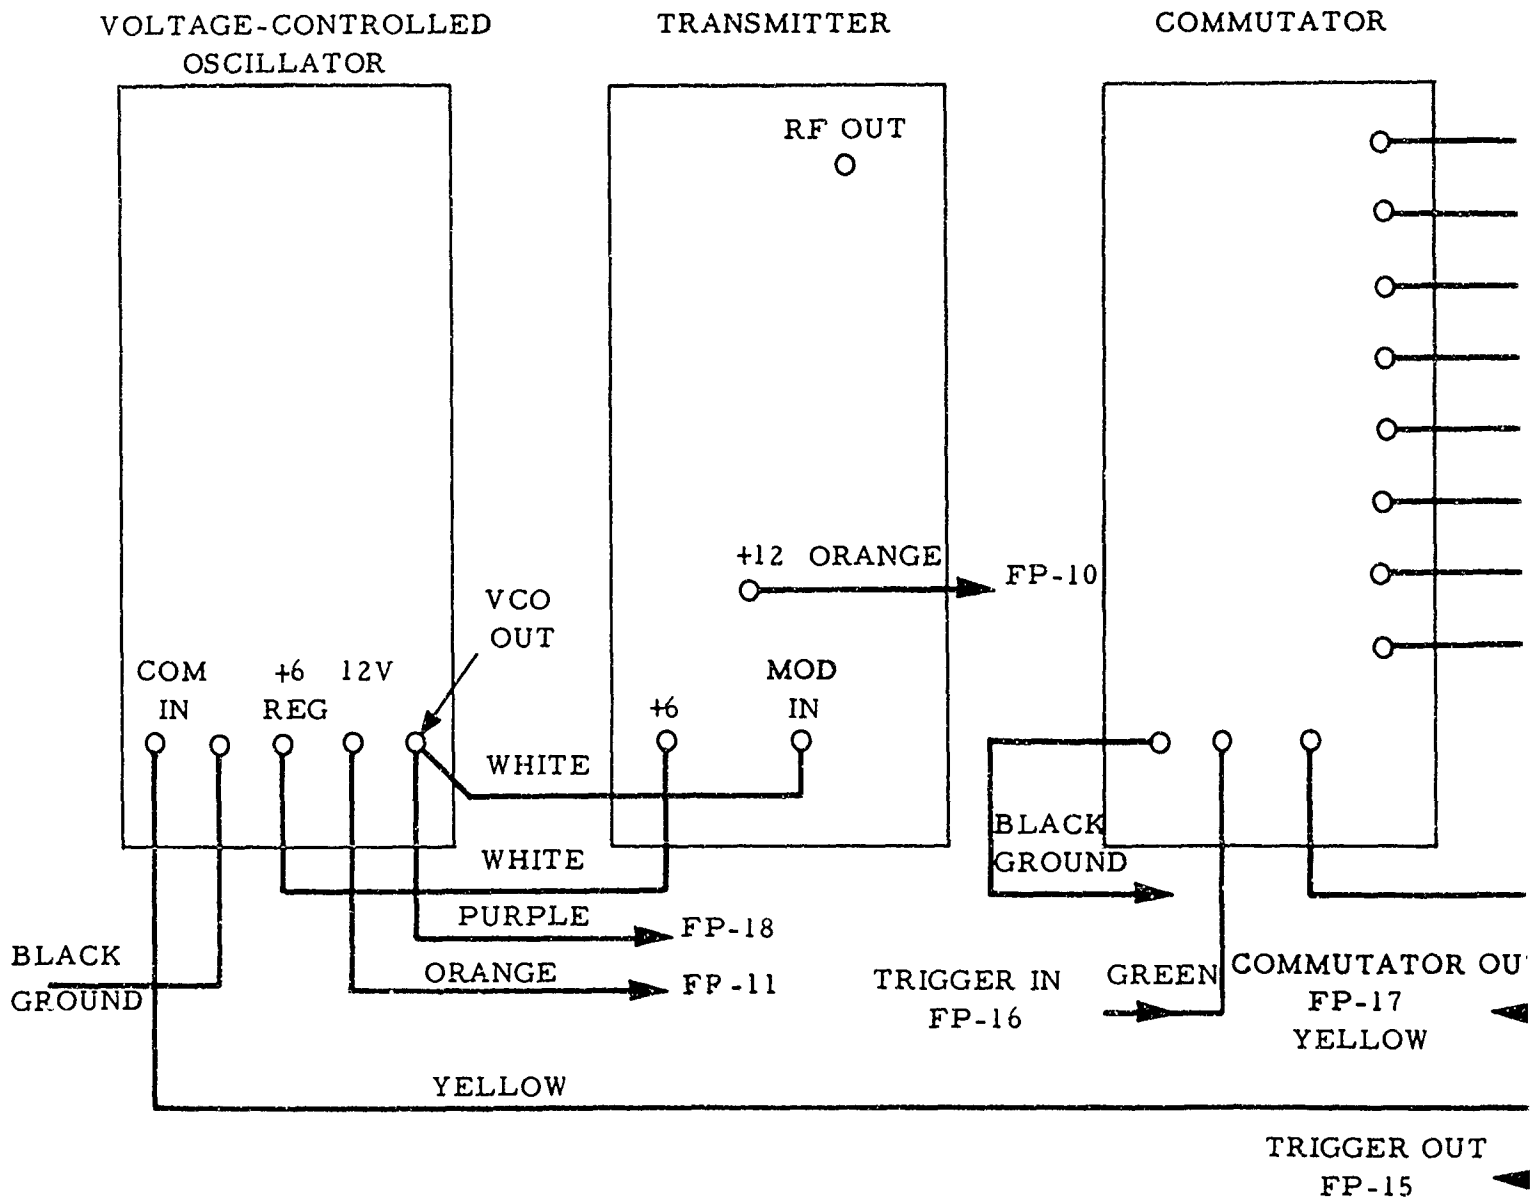 VOLTAGE-CONTROLLED
OSCILLATOR
TRANSMITTER
COMMUTATOR
RF OUT
+12 ORANGE
FP-10
VCO
OUT
COM
IN
+6
REG
12V
+6
MOD
IN
WHITE
WHITE
BLACK
GROUND
PURPLE
FP-18
ORANGE
FP-11
BLACK
GROUND
TRIGGER IN
FP-16
GREEN
COMMUTATOR OU
FP-17
YELLOW
YELLOW
TRIGGER OUT
FP-15